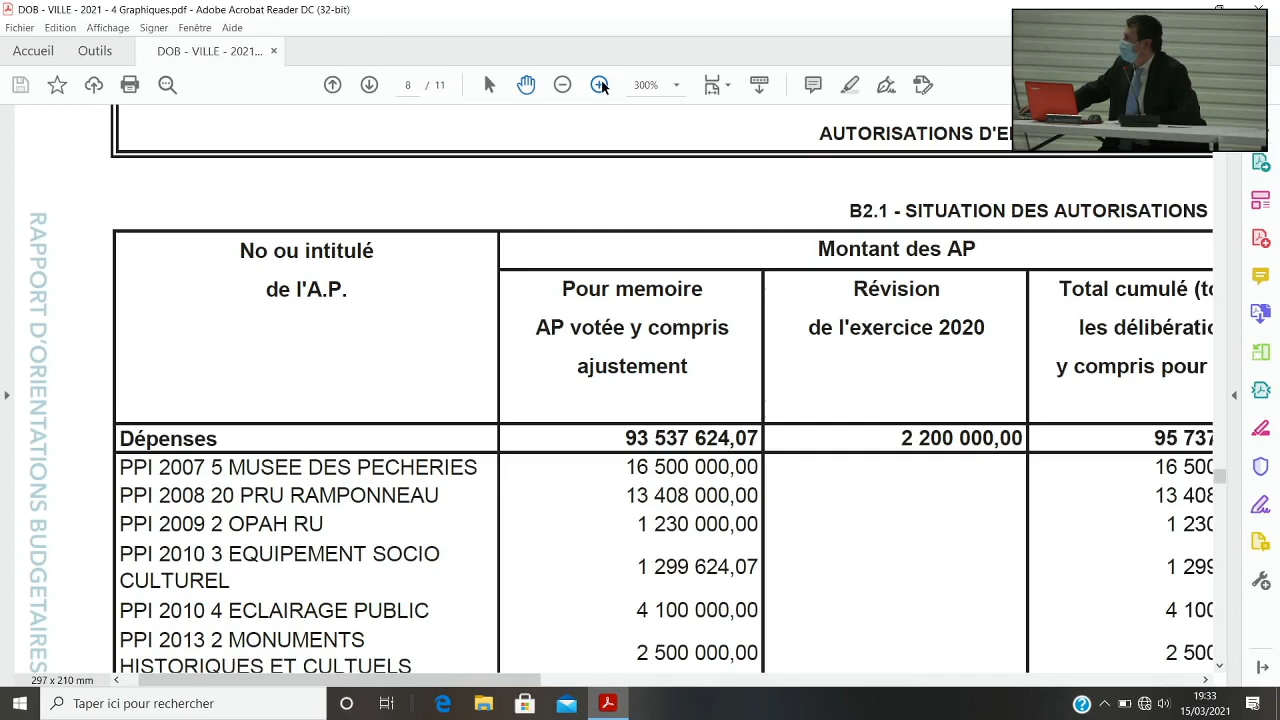 DOB - VILLE - 2021 - 4 Graphiques.pdf - Adobe Acrobat Reader DC (32-bit)
Fichier Edition Affichage Signer Fenêtre Aide
Accueil Outils DOB - VILLE - 2021... ×
8 / 11 300%
AUTORISATIONS D'E
B2.1 - SITUATION DES AUTORISATIONS
RAPPORT D'ORIENTATIONS BUDGETAIRES
No ou intitulé
de l'A.P.
Montant des AP
Pour memoire
AP votée y compris
ajustement
Révision
de l'exercice 2020
Total cumulé (to
les délibératio
y compris pour
Dépenses 93 537 624,07 2 200 000,00 95 737
PPI 2007 5 MUSEE DES PECHERIES 16 500 000,00 16 500
PPI 2008 20 PRU RAMPONNEAU 13 408 000,00 13 408
PPI 2009 2 OPAH RU 1 230 000,00 1 230
PPI 2010 3 EQUIPEMENT SOCIO
CULTUREL 1 299 624,07 1 299
PPI 2010 4 ECLAIRAGE PUBLIC 4 100 000,00 4 100
PPI 2013 2 MONUMENTS
HISTORIQUES ET CULTUELS 2 500 000,00 2 500
297 x 210 mm
Taper ici pour rechercher
19:33
15/03/2021